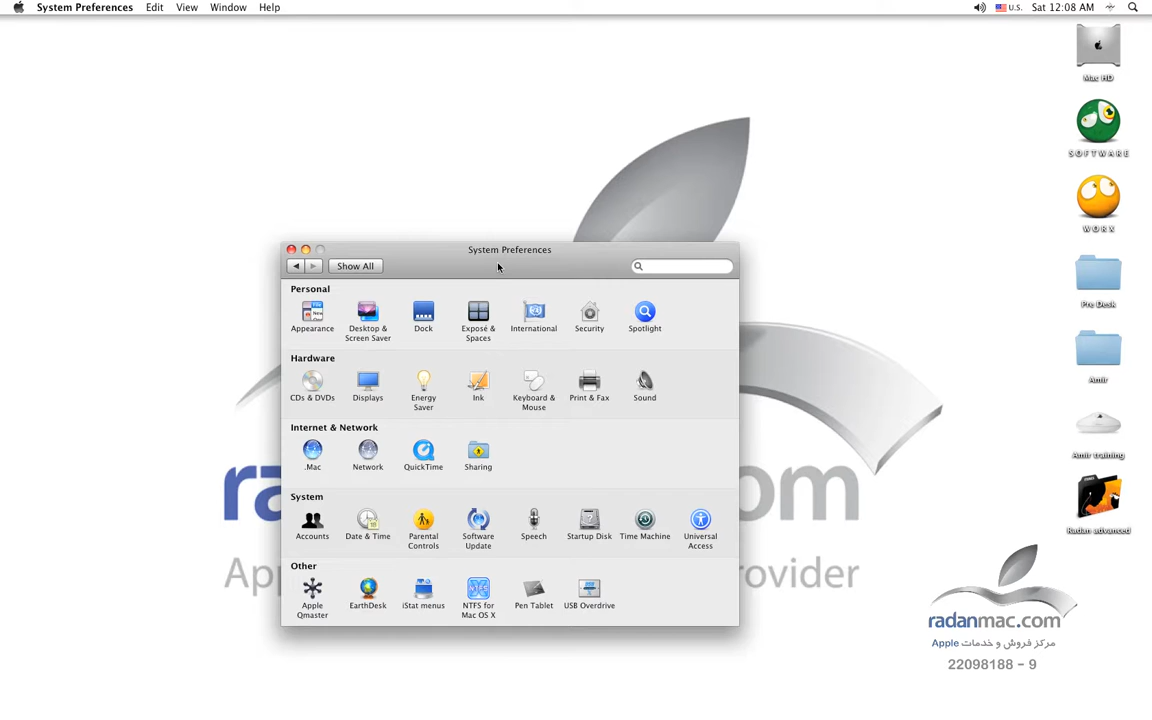 System Preferences Edit View Window Help
U.S. Sat 12:08 AM
Mac HD
SOFTWARE
WORX
Pre Desk
Amir
Amir training
Radan advanced
System Preferences
Show All
Personal
Appearance
Desktop &
Screen Saver
Dock
Exposé &
Spaces
International
Security
Spotlight
Hardware
CDs & DVDs
Displays
Energy
Saver
Ink
Keyboard &
Mouse
Print & Fax
Sound
Internet & Network
.Mac
Network
QuickTime
Sharing
System
Accounts
Date & Time
Parental
Controls
Software
Update
Speech
Startup Disk
Time Machine
Universal
Access
Other
Apple
Qmaster
EarthDesk
iStat menus
NTFS for
Mac OS X
Pen Tablet
USB Overdrive
radanmac.com
مرکز فروش و خدمات Apple
22098188 - 9